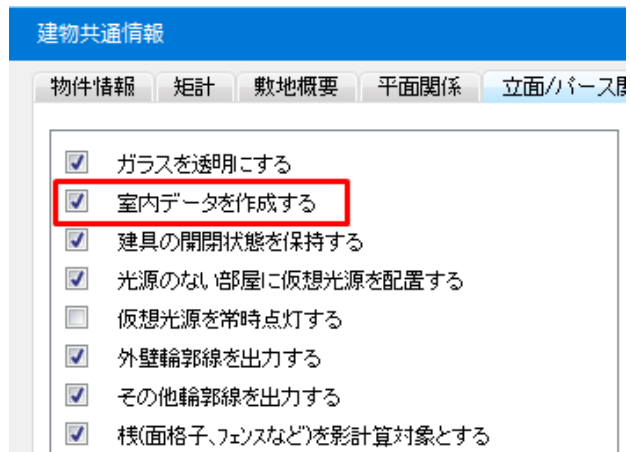 建物共通情報
物件情報 矩計 敷地概要 平面関係 立面/パース関
ガラスを透明にする
室内データを作成する
建具の開閉状態を保持する
光源のない部屋に仮想光源を配置する
仮想光源を常時点灯する
外壁輪郭線を出力する
その他輪郭線を出力する
桟(面格子、フェンスなど)を影計算対象とする